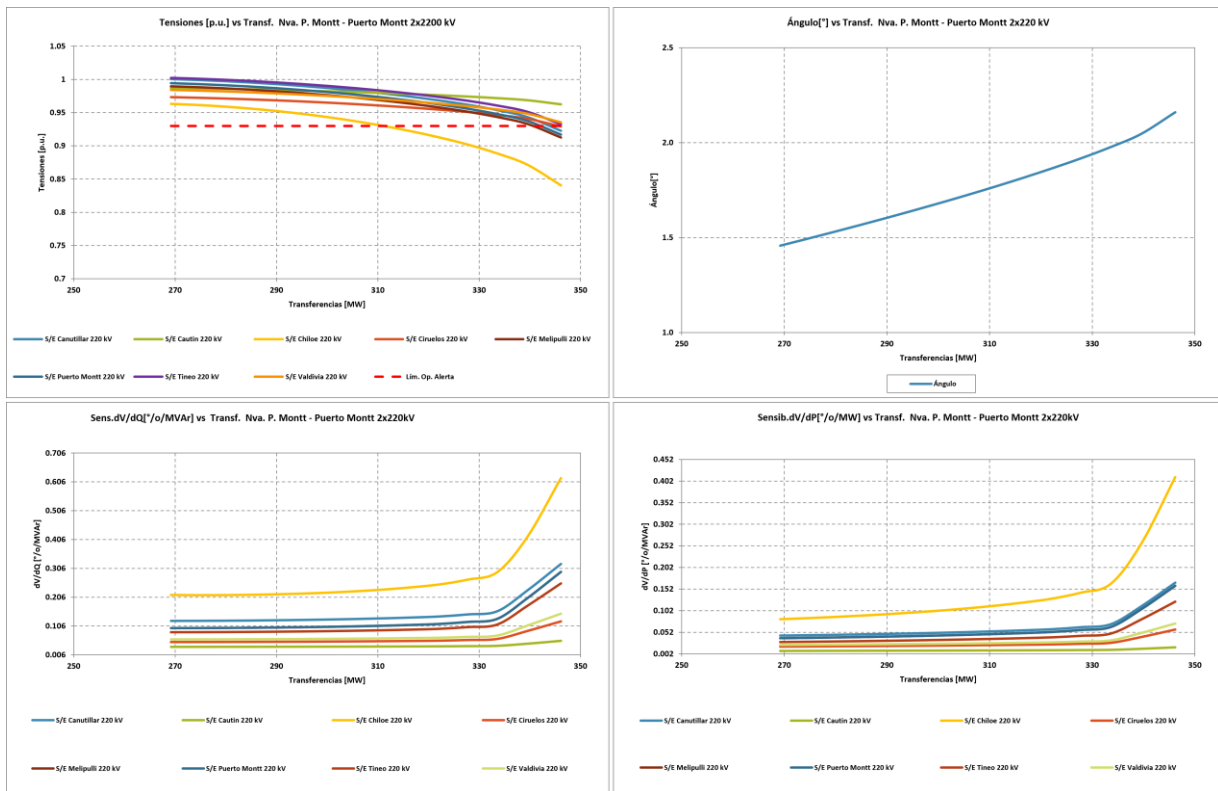 Tensiones [p.u.] vs Transf. Nva. P. Montt - Puerto Montt 2x2200 kV
1.05
1
0.95
0.9
0.85
0.8
0.75
0.7
Tensiones [p.u.]
250 270 290 310 330 350
Transferencias [MW]
S/E Canutillar 220 kV S/E Cautin 220 kV S/E Chiloe 220 kV S/E Ciruelos 220 kV S/E Melipulli 220 kV
S/E Puerto Montt 220 kV S/E Tineo 220 kV S/E Valdivia 220 kV Lim. Op. Alerta
Ángulo[°] vs Transf. Nva. P. Montt - Puerto Montt 2x220 kV
2.5
2.0
1.5
1.0
Ángulo[°]
250 270 290 310 330 350
Transferencias [MW]
Ángulo
Sens.dV/dQ[°/o/MVAr] vs Transf. Nva. P. Montt - Puerto Montt 2x220kV
0.706
0.606
0.506
0.406
0.306
0.206
0.106
0.006
dV/dQ [°/o/MVAr]
250 270 290 310 330 350
Transferencias [MW]
S/E Canutillar 220 kV S/E Cautin 220 kV S/E Chiloe 220 kV S/E Ciruelos 220 kV
S/E Melipulli 220 kV S/E Puerto Montt 220 kV S/E Tineo 220 kV S/E Valdivia 220 kV
Sensib.dV/dP[°/o/MW] vs Transf. Nva. P. Montt - Puerto Montt 2x220kV
0.452
0.402
0.352
0.302
0.252
0.202
0.152
0.102
0.052
0.002
dV/dP [°/o/MVAr]
250 270 290 310 330 350
Transferencias [MW]
S/E Canutillar 220 kV S/E Cautin 220 kV S/E Chiloe 220 kV S/E Ciruelos 220 kV
S/E Melipulli 220 kV S/E Puerto Montt 220 kV S/E Tineo 220 kV S/E Valdivia 220 kV